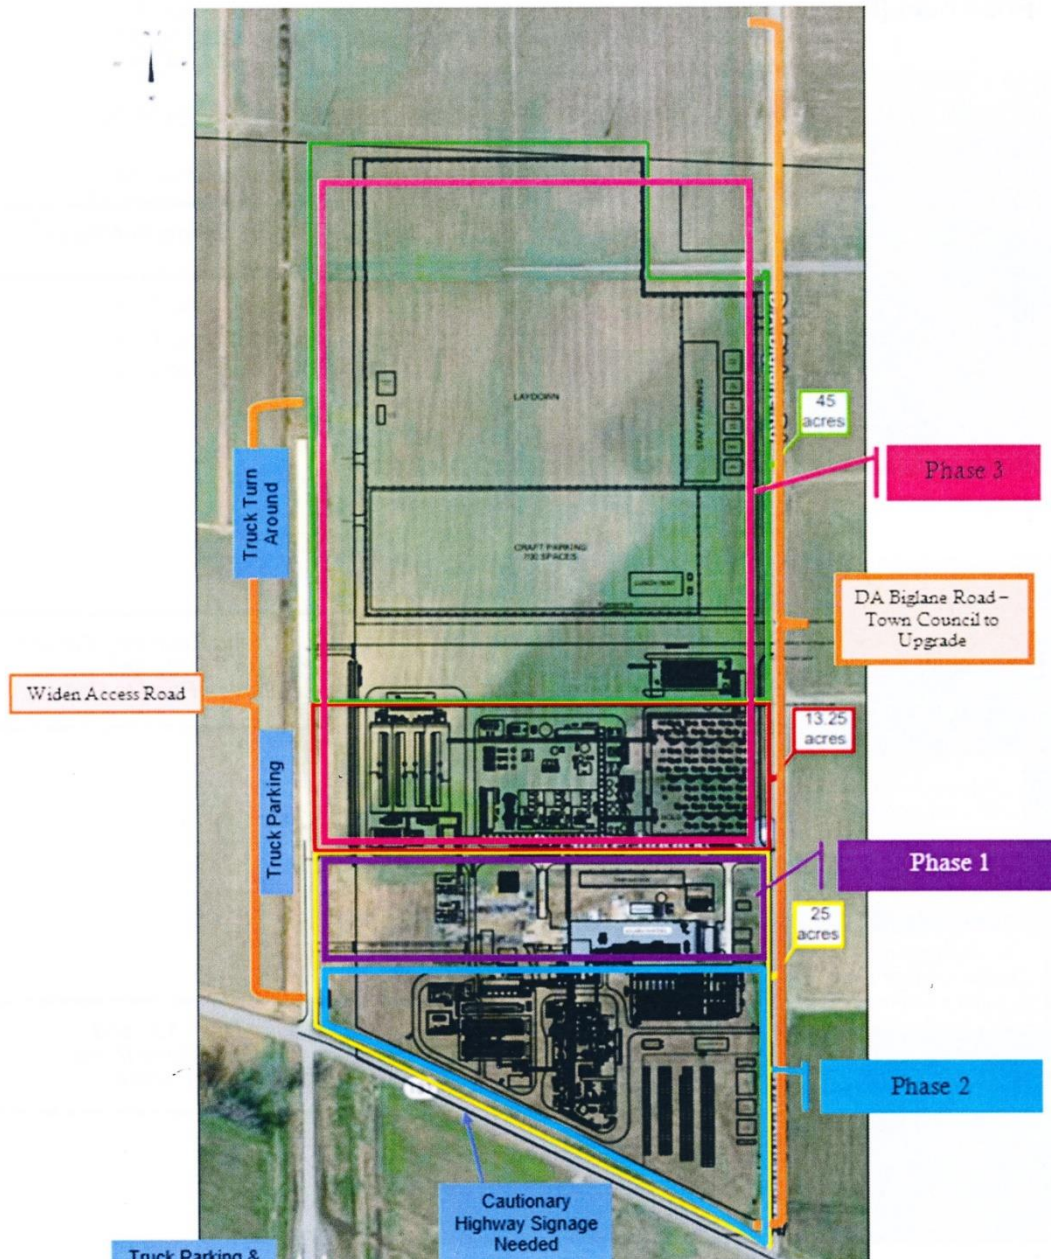 LAYDOWN
STAFF PARKING
45
acres
Phase 3
Truck Turn
Around
CRAFT PARKING
700 SPACES
LUNCH TENT
DA Biglane Road –
Town Council to
Upgrade
Widen Access Road
13.25
acres
Truck Parking
Phase 1
25
acres
Phase 2
Cautionary
Highway Signage
Needed
Truck Parking &